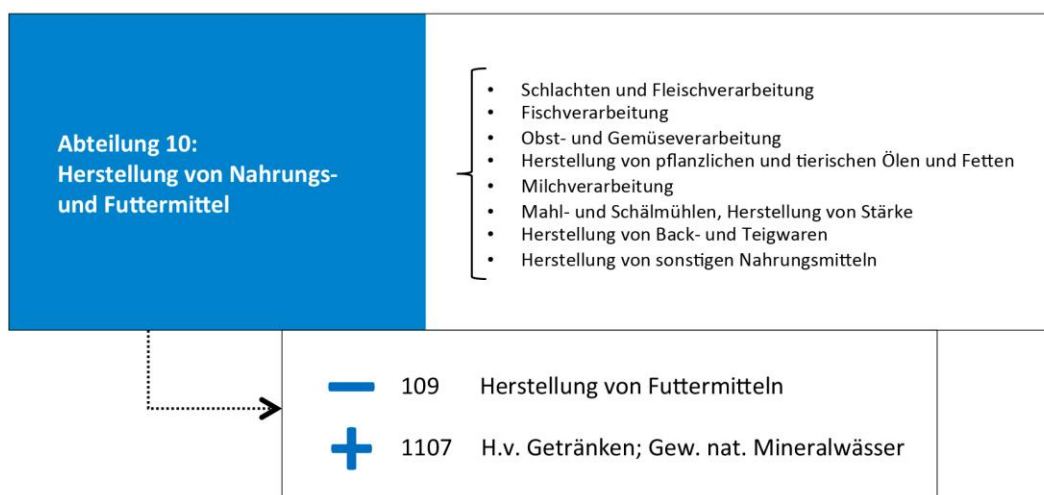 Abteilung 10:
Herstellung von Nahrungs-
und Futtermittel
• Schlachten und Fleischverarbeitung
• Fischverarbeitung
• Obst- und Gemüseverarbeitung
• Herstellung von pflanzlichen und tierischen Ölen und Fetten
• Milchverarbeitung
• Mahl- und Schälmühlen, Herstellung von Stärke
• Herstellung von Back- und Teigwaren
• Herstellung von sonstigen Nahrungsmitteln
− 109 Herstellung von Futtermitteln
+ 1107 H.v. Getränken; Gew. nat. Mineralwässer